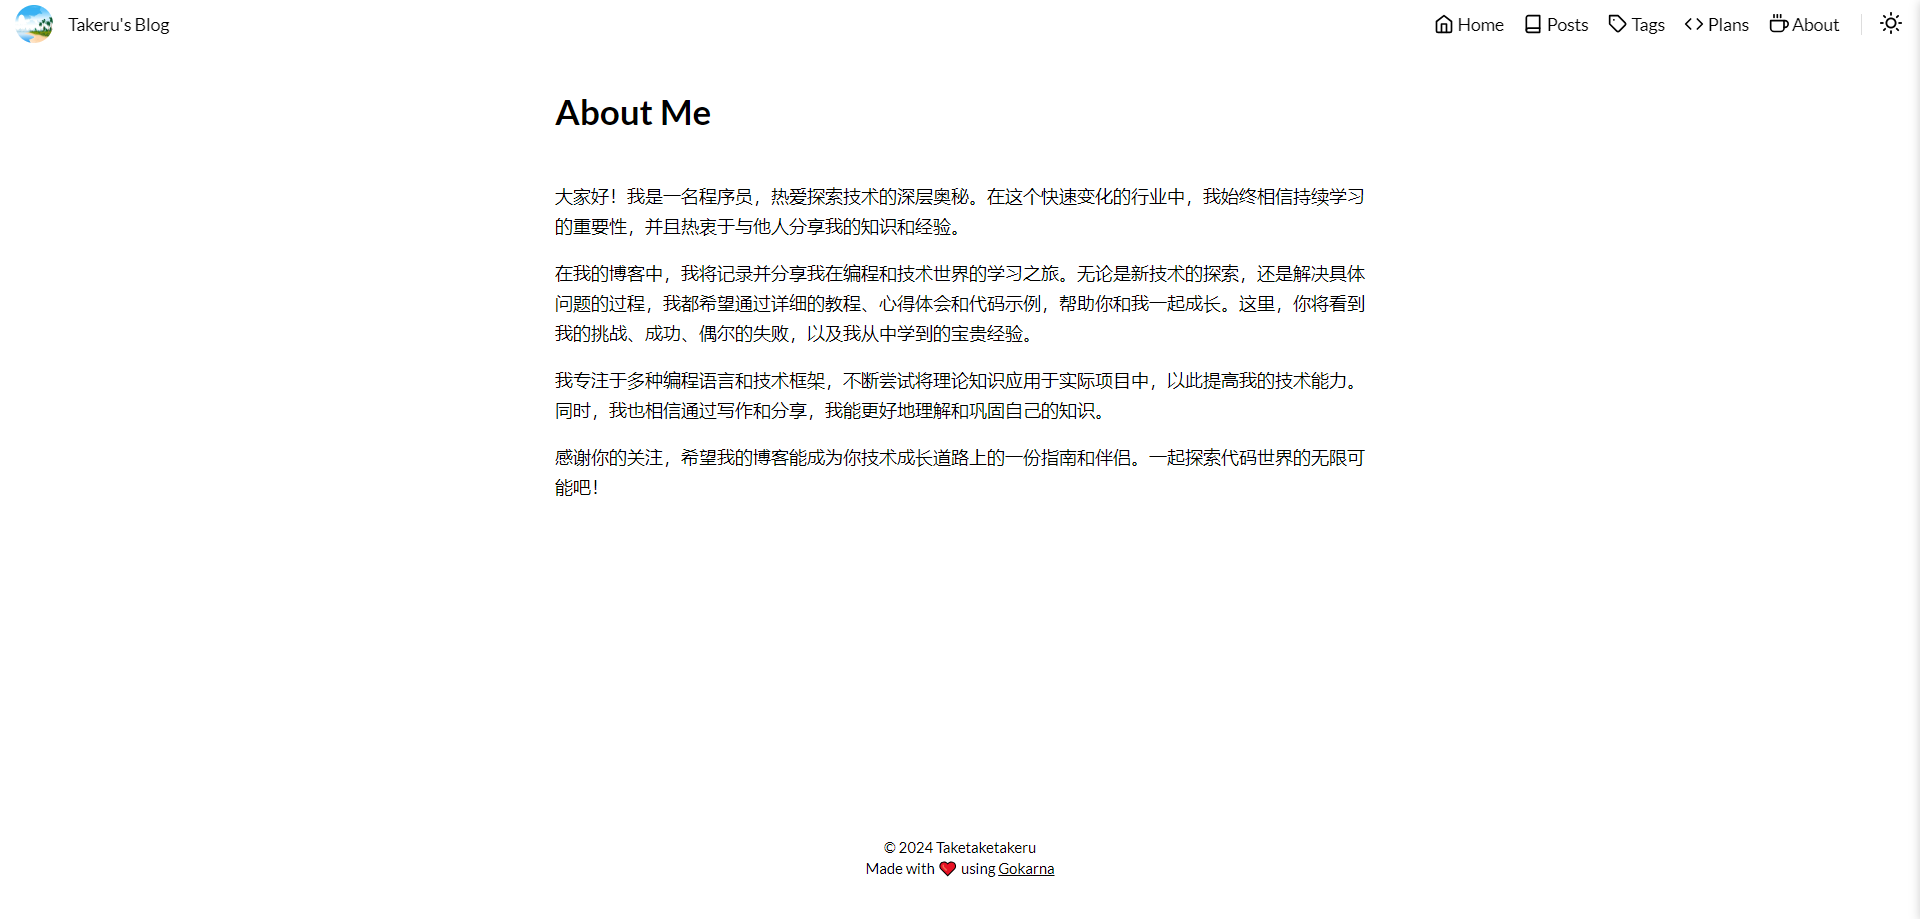 Takeru's Blog
Home Posts Tags Plans About
About Me
大家好！我是一名程序员，热爱探索技术的深层奥秘。在这个快速变化的行业中，我始终相信持续学习
的重要性，并且热衷于与他人分享我的知识和经验。
在我的博客中，我将记录并分享我在编程和技术世界的学习之旅。无论是新技术的探索，还是解决具体
问题的过程，我都希望通过详细的教程、心得体会和代码示例，帮助你和我一起成长。这里，你将看到
我的挑战、成功、偶尔的失败，以及我从中学到的宝贵经验。
我专注于多种编程语言和技术框架，不断尝试将理论知识应用于实际项目中，以此提高我的技术能力。
同时，我也相信通过写作和分享，我能更好地理解和巩固自己的知识。
感谢你的关注，希望我的博客能成为你技术成长道路上的一份指南和伴侣。一起探索代码世界的无限可
能吧！
© 2024 Taketaketakeru
Made with ❤️ using Gokarna